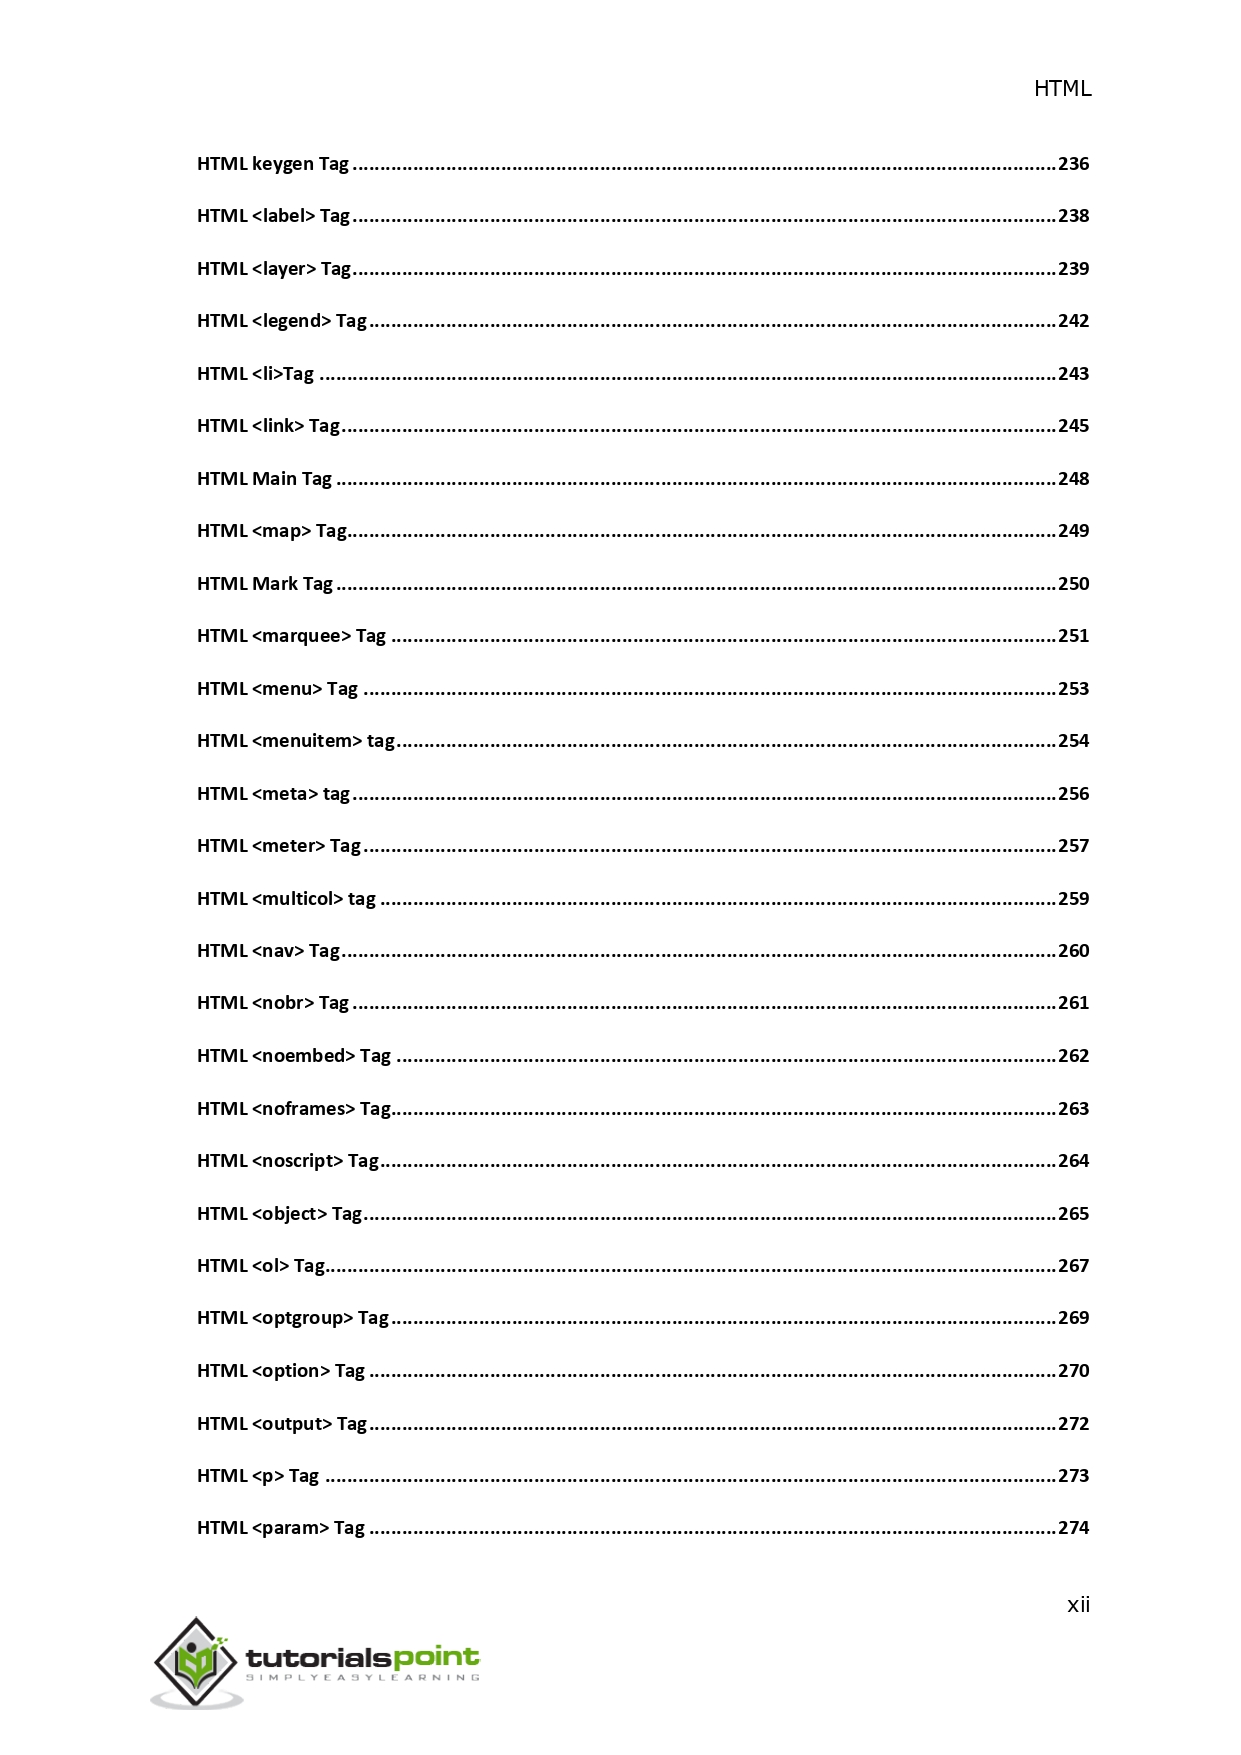 HTML
HTML keygen Tag ........................................................................................................................236
HTML <label> Tag ........................................................................................................................238
HTML <layer> Tag........................................................................................................................239
HTML <legend> Tag ........................................................................................................................242
HTML <li>Tag ........................................................................................................................243
HTML <link> Tag........................................................................................................................245
HTML Main Tag ........................................................................................................................248
HTML <map> Tag........................................................................................................................249
HTML Mark Tag ........................................................................................................................250
HTML <marquee> Tag ........................................................................................................................251
HTML <menu> Tag ........................................................................................................................253
HTML <menuitem> tag........................................................................................................................254
HTML <meta> tag ........................................................................................................................256
HTML <meter> Tag ........................................................................................................................257
HTML <multicol> tag ........................................................................................................................259
HTML <nav> Tag........................................................................................................................260
HTML <nobr> Tag ........................................................................................................................261
HTML <noembed> Tag ........................................................................................................................262
HTML <noframes> Tag........................................................................................................................263
HTML <noscript> Tag........................................................................................................................264
HTML <object> Tag........................................................................................................................265
HTML <ol> Tag........................................................................................................................267
HTML <optgroup> Tag ........................................................................................................................269
HTML <option> Tag ........................................................................................................................270
HTML <output> Tag ........................................................................................................................272
HTML <p> Tag ........................................................................................................................273
HTML <param> Tag ........................................................................................................................274
xii
tutorialspoint
SIMPLYEASYLEARNING